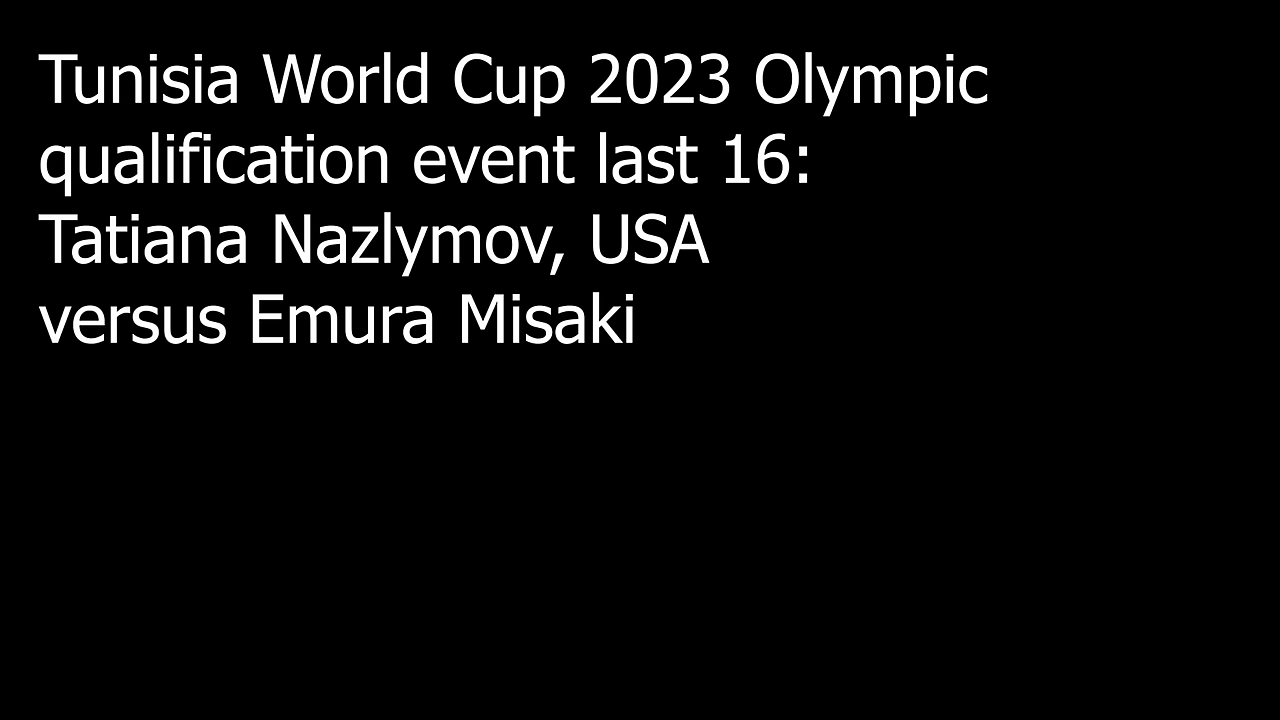 Tunisia World Cup 2023 Olympic
qualification event last 16:
Tatiana Nazlymov, USA
versus Emura Misaki